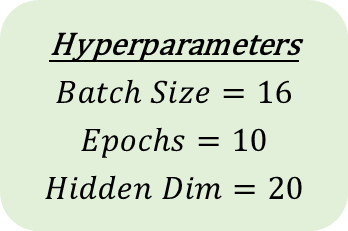 Hyperparameters
Batch Size = 16
Epochs = 10
Hidden Dim = 20